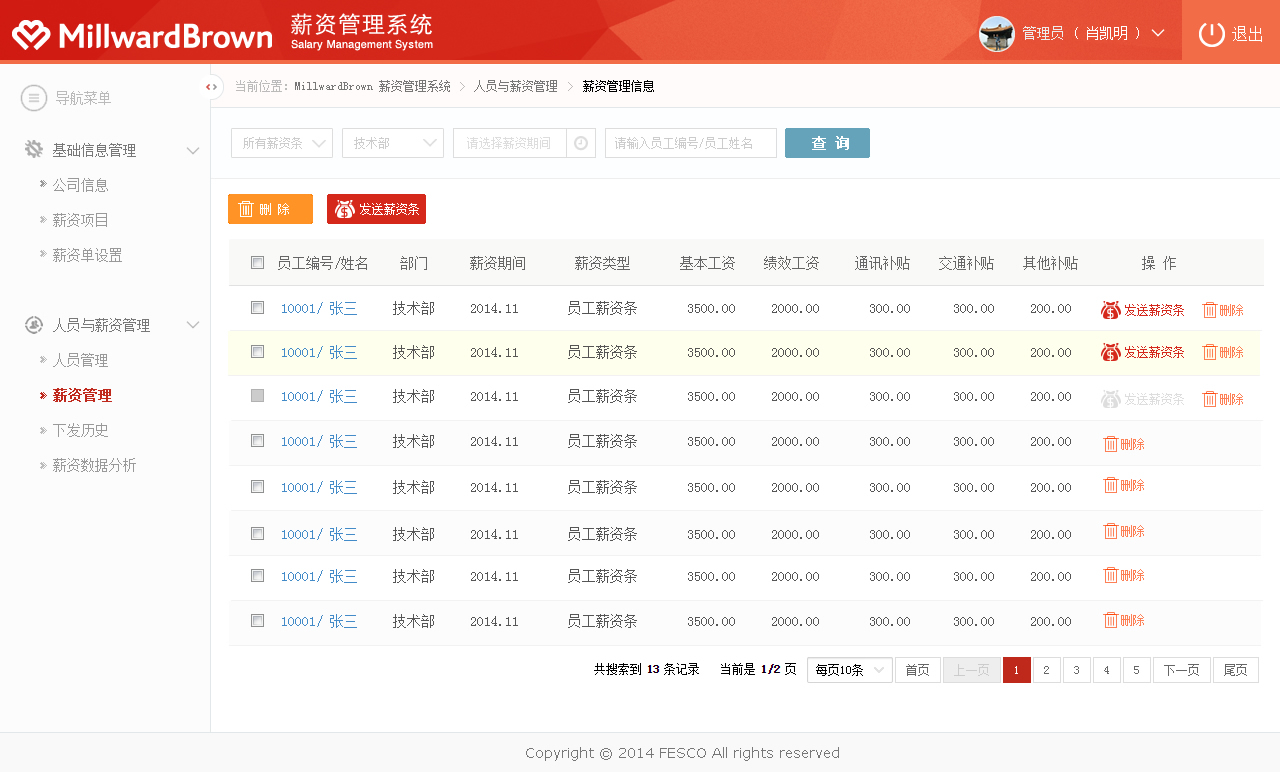 MillwardBrown 薪资管理系统
Salary Management System
管理员 ( 肖凯明 ) 退出
导航菜单
当前位置: MillwardBrown 薪资管理系统 > 人员与薪资管理 > 薪资管理信息
基础信息管理
公司信息
薪资项目
薪资单设置
人员与薪资管理
人员管理
薪资管理
下发历史
薪资数据分析
所有薪资条 技术部 请选择薪资期间 请输入员工编号/员工姓名 查 询
删 除 发送薪资条
员工编号/姓名 部门 薪资期间 薪资类型 基本工资 绩效工资 通讯补贴 交通补贴 其他补贴 操 作
10001/ 张三 技术部 2014.11 员工薪资条 3500.00 2000.00 300.00 300.00 200.00 发送薪资条 删除
10001/ 张三 技术部 2014.11 员工薪资条 3500.00 2000.00 300.00 300.00 200.00 发送薪资条 删除
10001/ 张三 技术部 2014.11 员工薪资条 3500.00 2000.00 300.00 300.00 200.00 发送薪资条 删除
10001/ 张三 技术部 2014.11 员工薪资条 3500.00 2000.00 300.00 300.00 200.00 删除
10001/ 张三 技术部 2014.11 员工薪资条 3500.00 2000.00 300.00 300.00 200.00 删除
10001/ 张三 技术部 2014.11 员工薪资条 3500.00 2000.00 300.00 300.00 200.00 删除
10001/ 张三 技术部 2014.11 员工薪资条 3500.00 2000.00 300.00 300.00 200.00 删除
10001/ 张三 技术部 2014.11 员工薪资条 3500.00 2000.00 300.00 300.00 200.00 删除
共搜索到 13 条记录 当前是 1/2 页 每页10条 首页 上一页 1 2 3 4 5 下一页 尾页
Copyright © 2014 FESCO All rights reserved